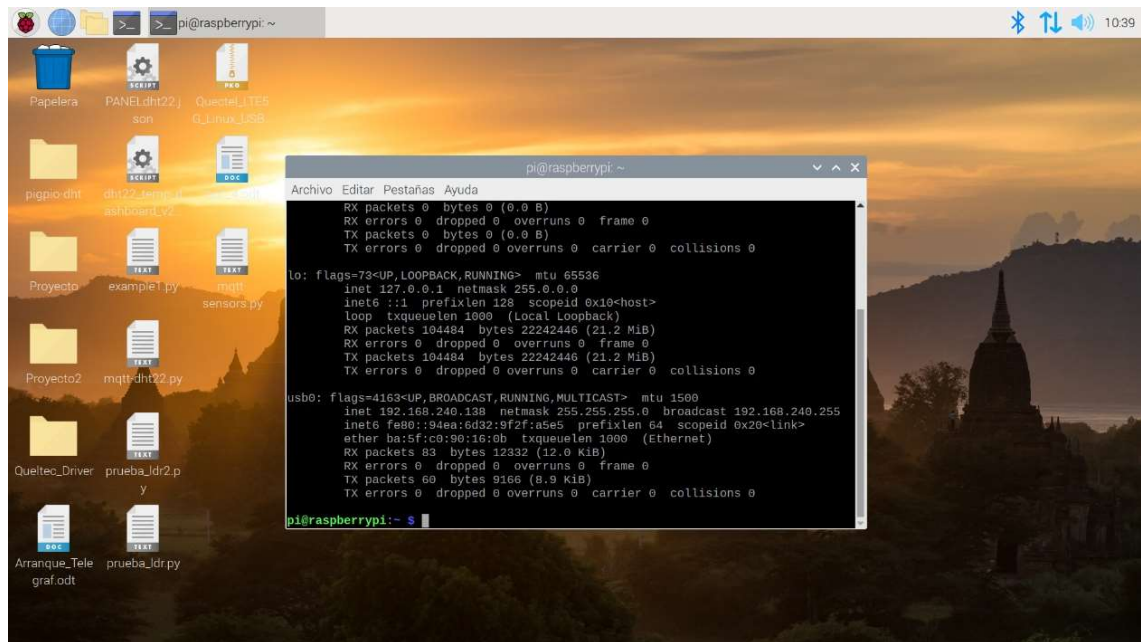 pi@raspberrypi: ~
10:39
Papelera
PANELdht22.j
son
PKG
Quectel_LTE5
G_Linux_USB...
SCRIPT
SCRIPT
DOC
pigpio-dht
dht22_temp_d
ashboard_v2...
TEXT
TEXT
Proyecto
example1.py
mqtt
sensors.py
TEXT
Proyecto2
mqtt-dht22.py
TEXT
Queltec_Driver
prueba_ldr2.p
y
DOC
TEXT
Arranque_Tele
graf.odt
prueba_ldr.py
pi@raspberrypi: ~
Archivo Editar Pestañas Ayuda
RX packets 0 bytes 0 (0.0 B)
RX errors 0 dropped 0 overruns 0 frame 0
TX packets 0 bytes 0 (0.0 B)
TX errors 0 dropped 0 overruns 0 carrier 0 collisions 0
lo: flags=73<UP,LOOPBACK,RUNNING> mtu 65536
inet 127.0.0.1 netmask 255.0.0.0
inet6 ::1 prefixlen 128 scopeid 0x10<host>
loop txqueuelen 1000 (Local Loopback)
RX packets 104484 bytes 22242446 (21.2 MiB)
RX errors 0 dropped 0 overruns 0 frame 0
TX packets 104484 bytes 22242446 (21.2 MiB)
TX errors 0 dropped 0 overruns 0 carrier 0 collisions 0
usb0: flags=4163<UP,BROADCAST,RUNNING,MULTICAST> mtu 1500
inet 192.168.240.138 netmask 255.255.255.0 broadcast 192.168.240.255
inet6 fe80::94ea:6d32:9f2f:a5e5 prefixlen 64 scopeid 0x20<link>
ether ba:5f:c0:90:16:0b txqueuelen 1000 (Ethernet)
RX packets 83 bytes 12332 (12.0 KiB)
RX errors 0 dropped 0 overruns 0 frame 0
TX packets 60 bytes 9166 (8.9 KiB)
TX errors 0 dropped 0 overruns 0 carrier 0 collisions 0
pi@raspberrypi:~ $